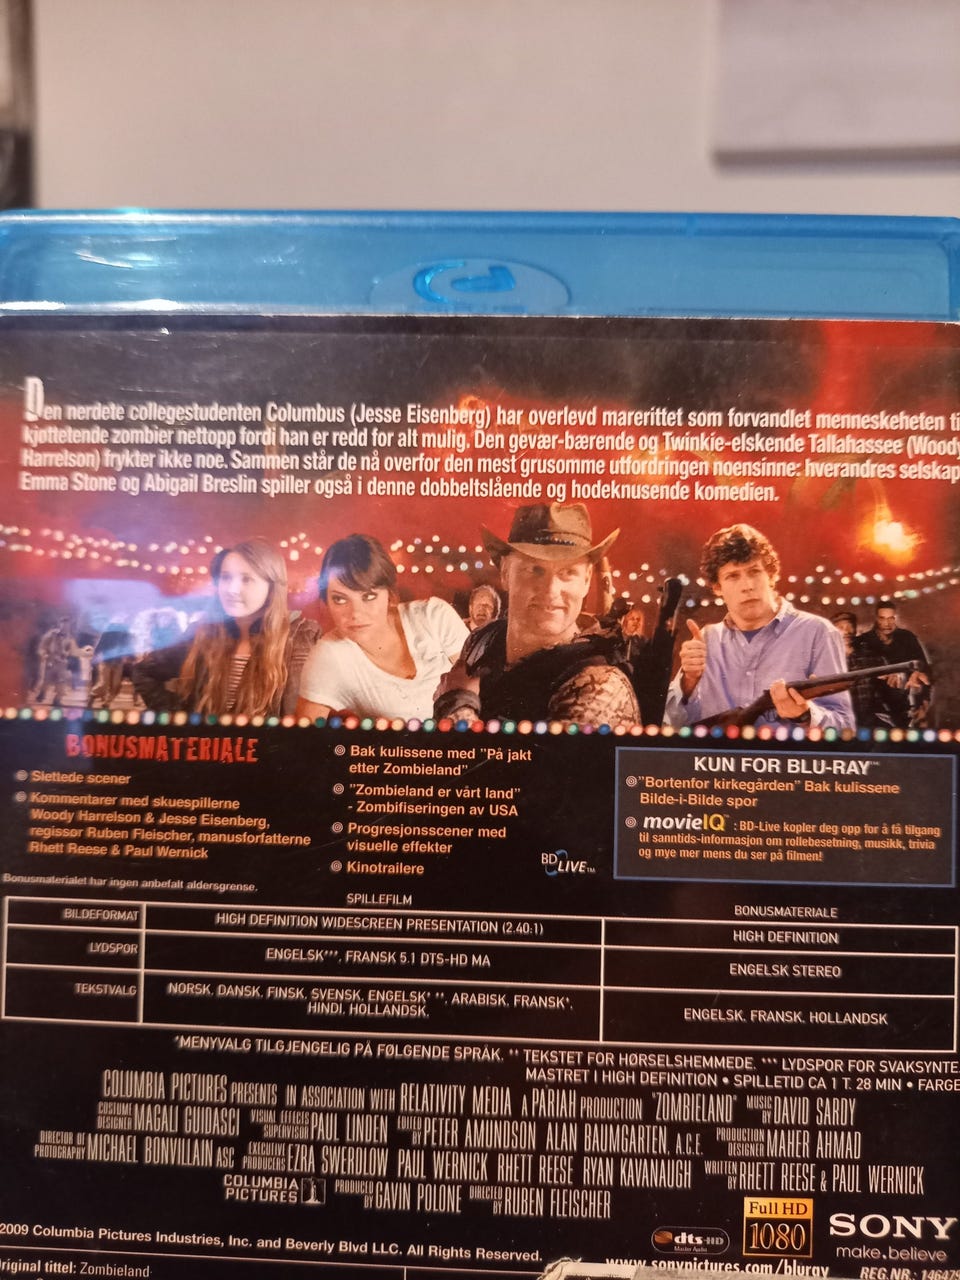 Den nerdete collegestudenten Columbus (Jesse Eisenberg) har overlevd marerittet som forvandlet menneskeheten ti
kjøttetende zombier nettopp fordi han er redd for alt mulig. Den gevær-bærende og Twinkie-elskende Tallahassee (Woody
Harrelson) frykter ikke noe. Sammen står de nå overfor den mest grusomme utfordringen noensinne: hverandres selskap
Emma Stone og Abigail Breslin spiller også i denne dobbeltslående og hodeknusende komedien.
BONUSMATERIALE
Slettede scener
Kommentarer med skuespillerne
Woody Harrelson & Jesse Eisenberg,
regissør Ruben Fleischer, manusforfatterne
Rhett Reese & Paul Wernick
Bak kulissene med "På jakt
etter Zombieland"
"Zombieland er vårt land"
- Zombifiseringen av USA
Progresjonsscener med
visuelle effekter
Kinotrailere
BD LIVE™
KUN FOR BLU-RAY™
"Bortenfor kirkegården" Bak kulissene
Bilde-i-Bilde spor
movieIQ™ : BD-Live kopler deg opp for å få tilgang
til sanntids-informasjon om rollebesetning, musikk, trivia
og mye mer mens du ser på filmen!
Bonusmaterialet har ingen anbefalt aldersgrense.
SPILLEFILM
BONUSMATERIALE
BILDEFORMAT
HIGH DEFINITION WIDESCREEN PRESENTATION (2.40:1)
HIGH DEFINITION
LYDSPOR
ENGELSK***, FRANSK 5.1 DTS-HD MA
ENGELSK STEREO
TEKSTVALG
NORSK, DANSK, FINSK, SVENSK, ENGELSK* **, ARABISK, FRANSK*,
HINDI, HOLLANDSK,
ENGELSK, FRANSK, HOLLANDSK
*MENYVALG TILGJENGELIG PÅ FØLGENDE SPRÅK. ** TEKSTET FOR HØRSELSHEMMEDE. *** LYDSPOR FOR SVAKSYNTE.
MASTRET I HIGH DEFINITION • SPILLETID CA 1 T. 28 MIN • FARGE
COLUMBIA PICTURES PRESENTS IN ASSOCIATION WITH RELATIVITY MEDIA A PARIAH PRODUCTION "ZOMBIELAND" MUSIC BY DAVID SARDY
COSTUME DESIGNER MAGALI GUIDASCI VISUAL EFFECTS SUPERVISOR PAUL LINDEN EDITED BY PETER AMUNDSON ALAN BAUMGARTEN, A.C.E. PRODUCTION DESIGNER MAHER AHMAD
DIRECTOR OF PHOTOGRAPHY MICHAEL BONVILLAIN ASC EXECUTIVE PRODUCERS EZRA SWERDLOW PAUL WERNICK RHETT REESE RYAN KAVANAUGH WRITTEN BY RHETT REESE & PAUL WERNICK
COLUMBIA PICTURES PRODUCED BY GAVIN POLONE DIRECTED BY RUBEN FLEISCHER
2009 Columbia Pictures Industries, Inc. and Beverly Blvd LLC. All Rights Reserved.
dts-HD
Master Audio
Full HD
1080
SONY
make.believe
www.sonypictures.com/bluray
REG.NR.: 146479
riginal tittel: Zombieland